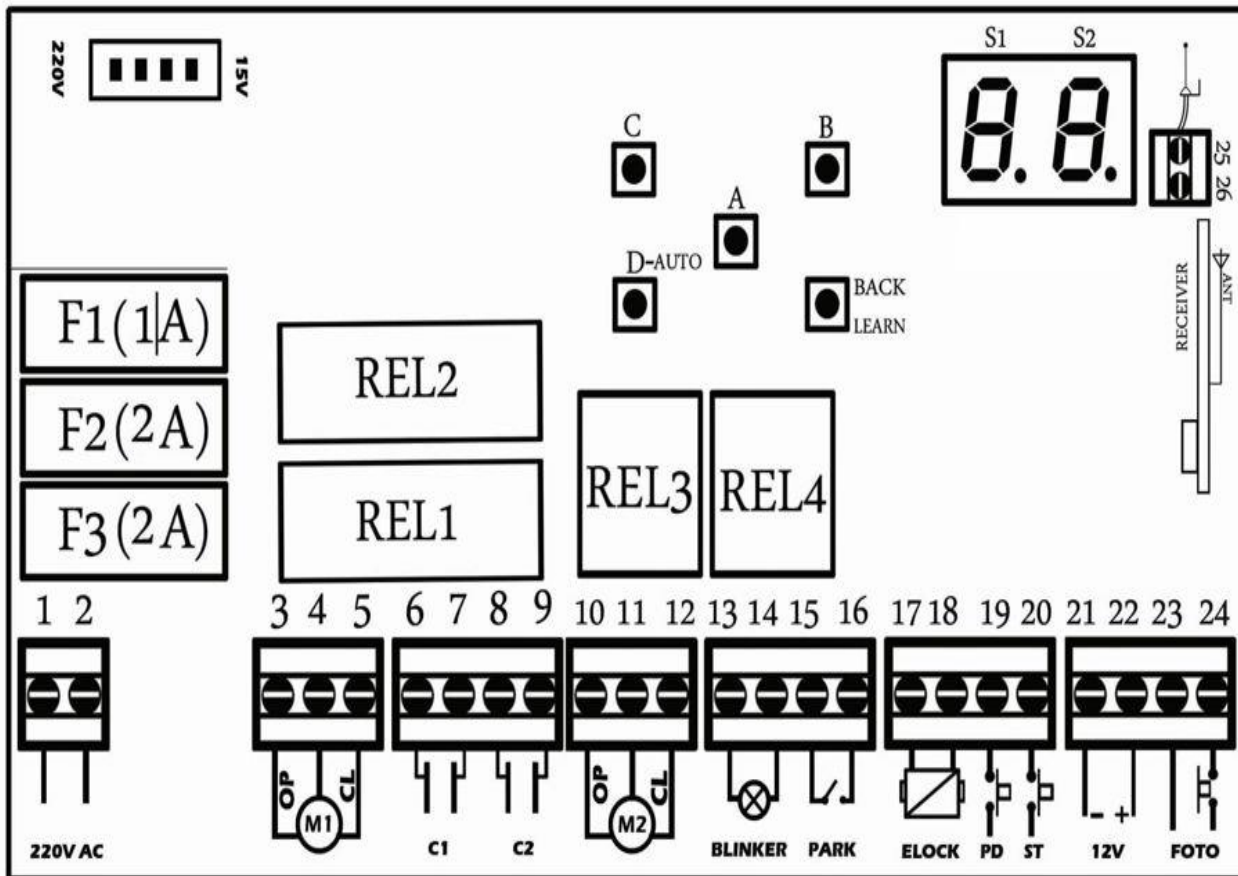 220V
15V
S1 S2
C
B
A
D-AUTO
BACK
LEARN
25
26
RECEIVER
ANT
F1 (1A)
F2 (2A)
F3 (2A)
REL2
REL1
REL3
REL4
1 2 3 4 5 6 7 8 9 10 11 12 13 14 15 16 17 18 19 20 21 22 23 24
OP CL
M1
OP CL
M2
- +
220V AC
C1 C2
BLINKER PARK
ELOCK PD ST
12V FOTO